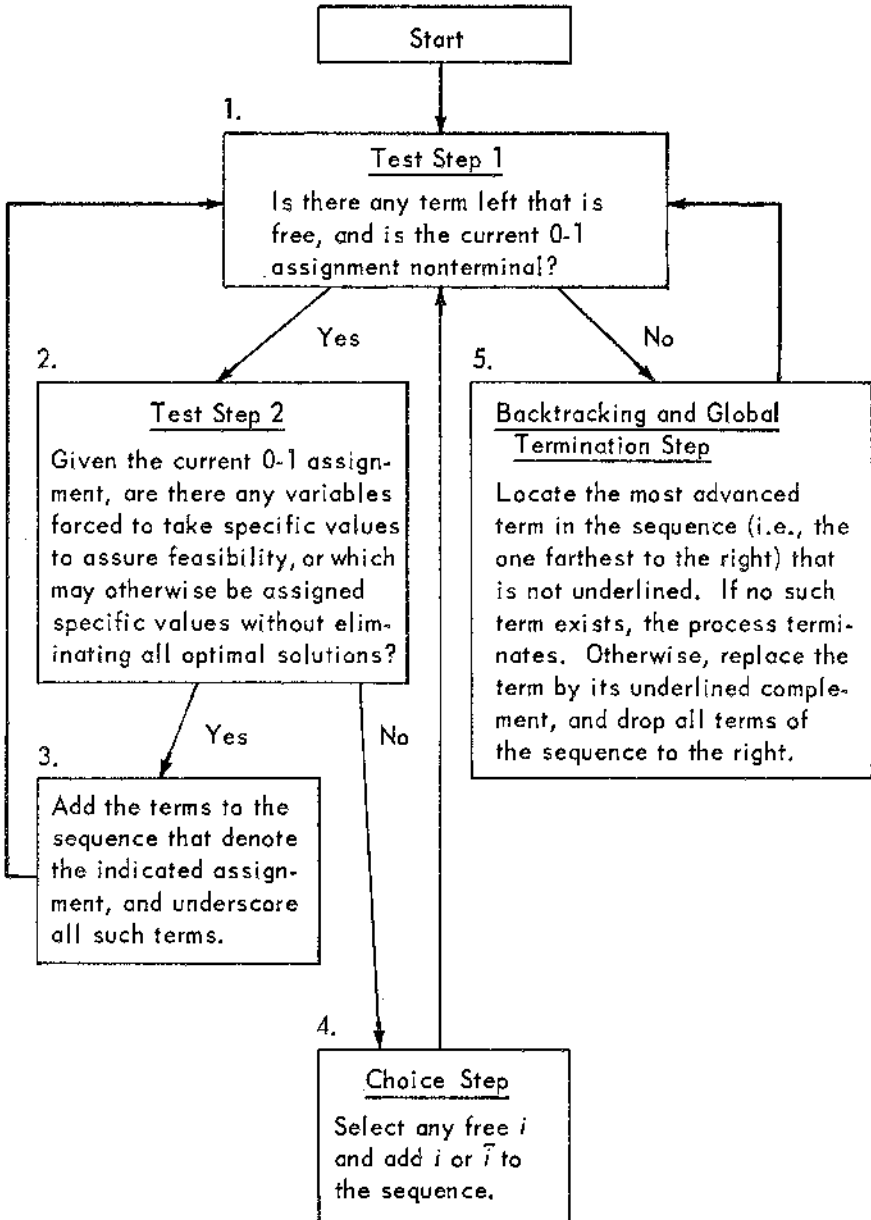 Start
1.
Test Step 1
Is there any term left that is
free, and is the current 0-1
assignment nonterminal?
Yes
No
2.
Test Step 2
Given the current 0-1 assign-
ment, are there any variables
forced to take specific values
to assure feasibility, or which
may otherwise be assigned
specific values without elim-
inating all optimal solutions?
5.
Backtracking and Global
Termination Step
Locate the most advanced
term in the sequence (i.e., the
one farthest to the right) that
is not underlined. If no such
term exists, the process termi-
nates. Otherwise, replace the
term by its underlined comple-
ment, and drop all terms of
the sequence to the right.
Yes
No
3.
Add the terms to the
sequence that denote
the indicated assign-
ment, and underscore
all such terms.
4.
Choice Step
Select any free i
and add i or i̅ to
the sequence.